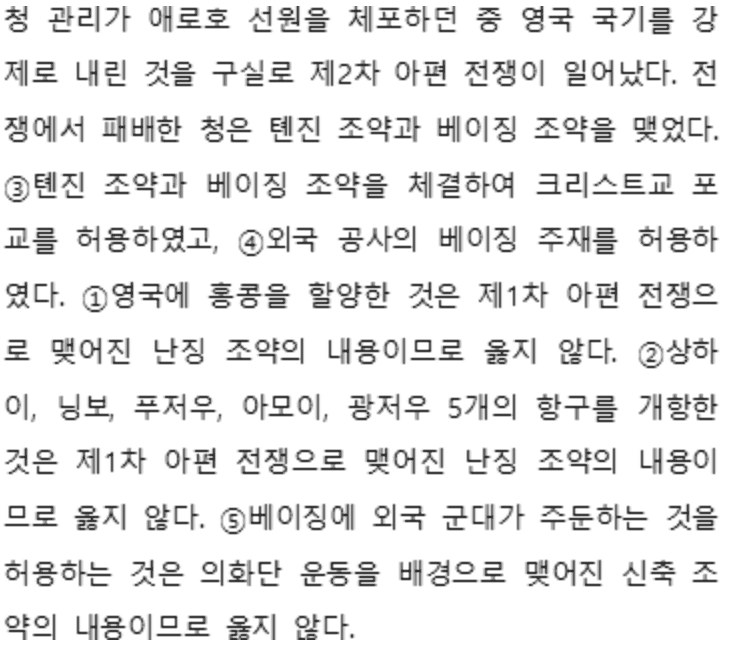 청 관리가 애로호 선원을 체포하던 중 영국 국기를 강
제로 내린 것을 구실로 제2차 아편 전쟁이 일어났다. 전
쟁에서 패배한 청은 톈진 조약과 베이징 조약을 맺었다.
③톈진 조약과 베이징 조약을 체결하여 크리스트교 포
교를 허용하였고, ④외국 공사의 베이징 주재를 허용하
였다. ①영국에 홍콩을 할양한 것은 제1차 아편 전쟁으
로 맺어진 난징 조약의 내용이므로 옳지 않다. ②상하
이, 닝보, 푸저우, 아모이, 광저우 5개의 항구를 개항한
것은 제1차 아편 전쟁으로 맺어진 난징 조약의 내용이
므로 옳지 않다. ⑤베이징에 외국 군대가 주둔하는 것을
허용하는 것은 의화단 운동을 배경으로 맺어진 신축 조
약의 내용이므로 옳지 않다.